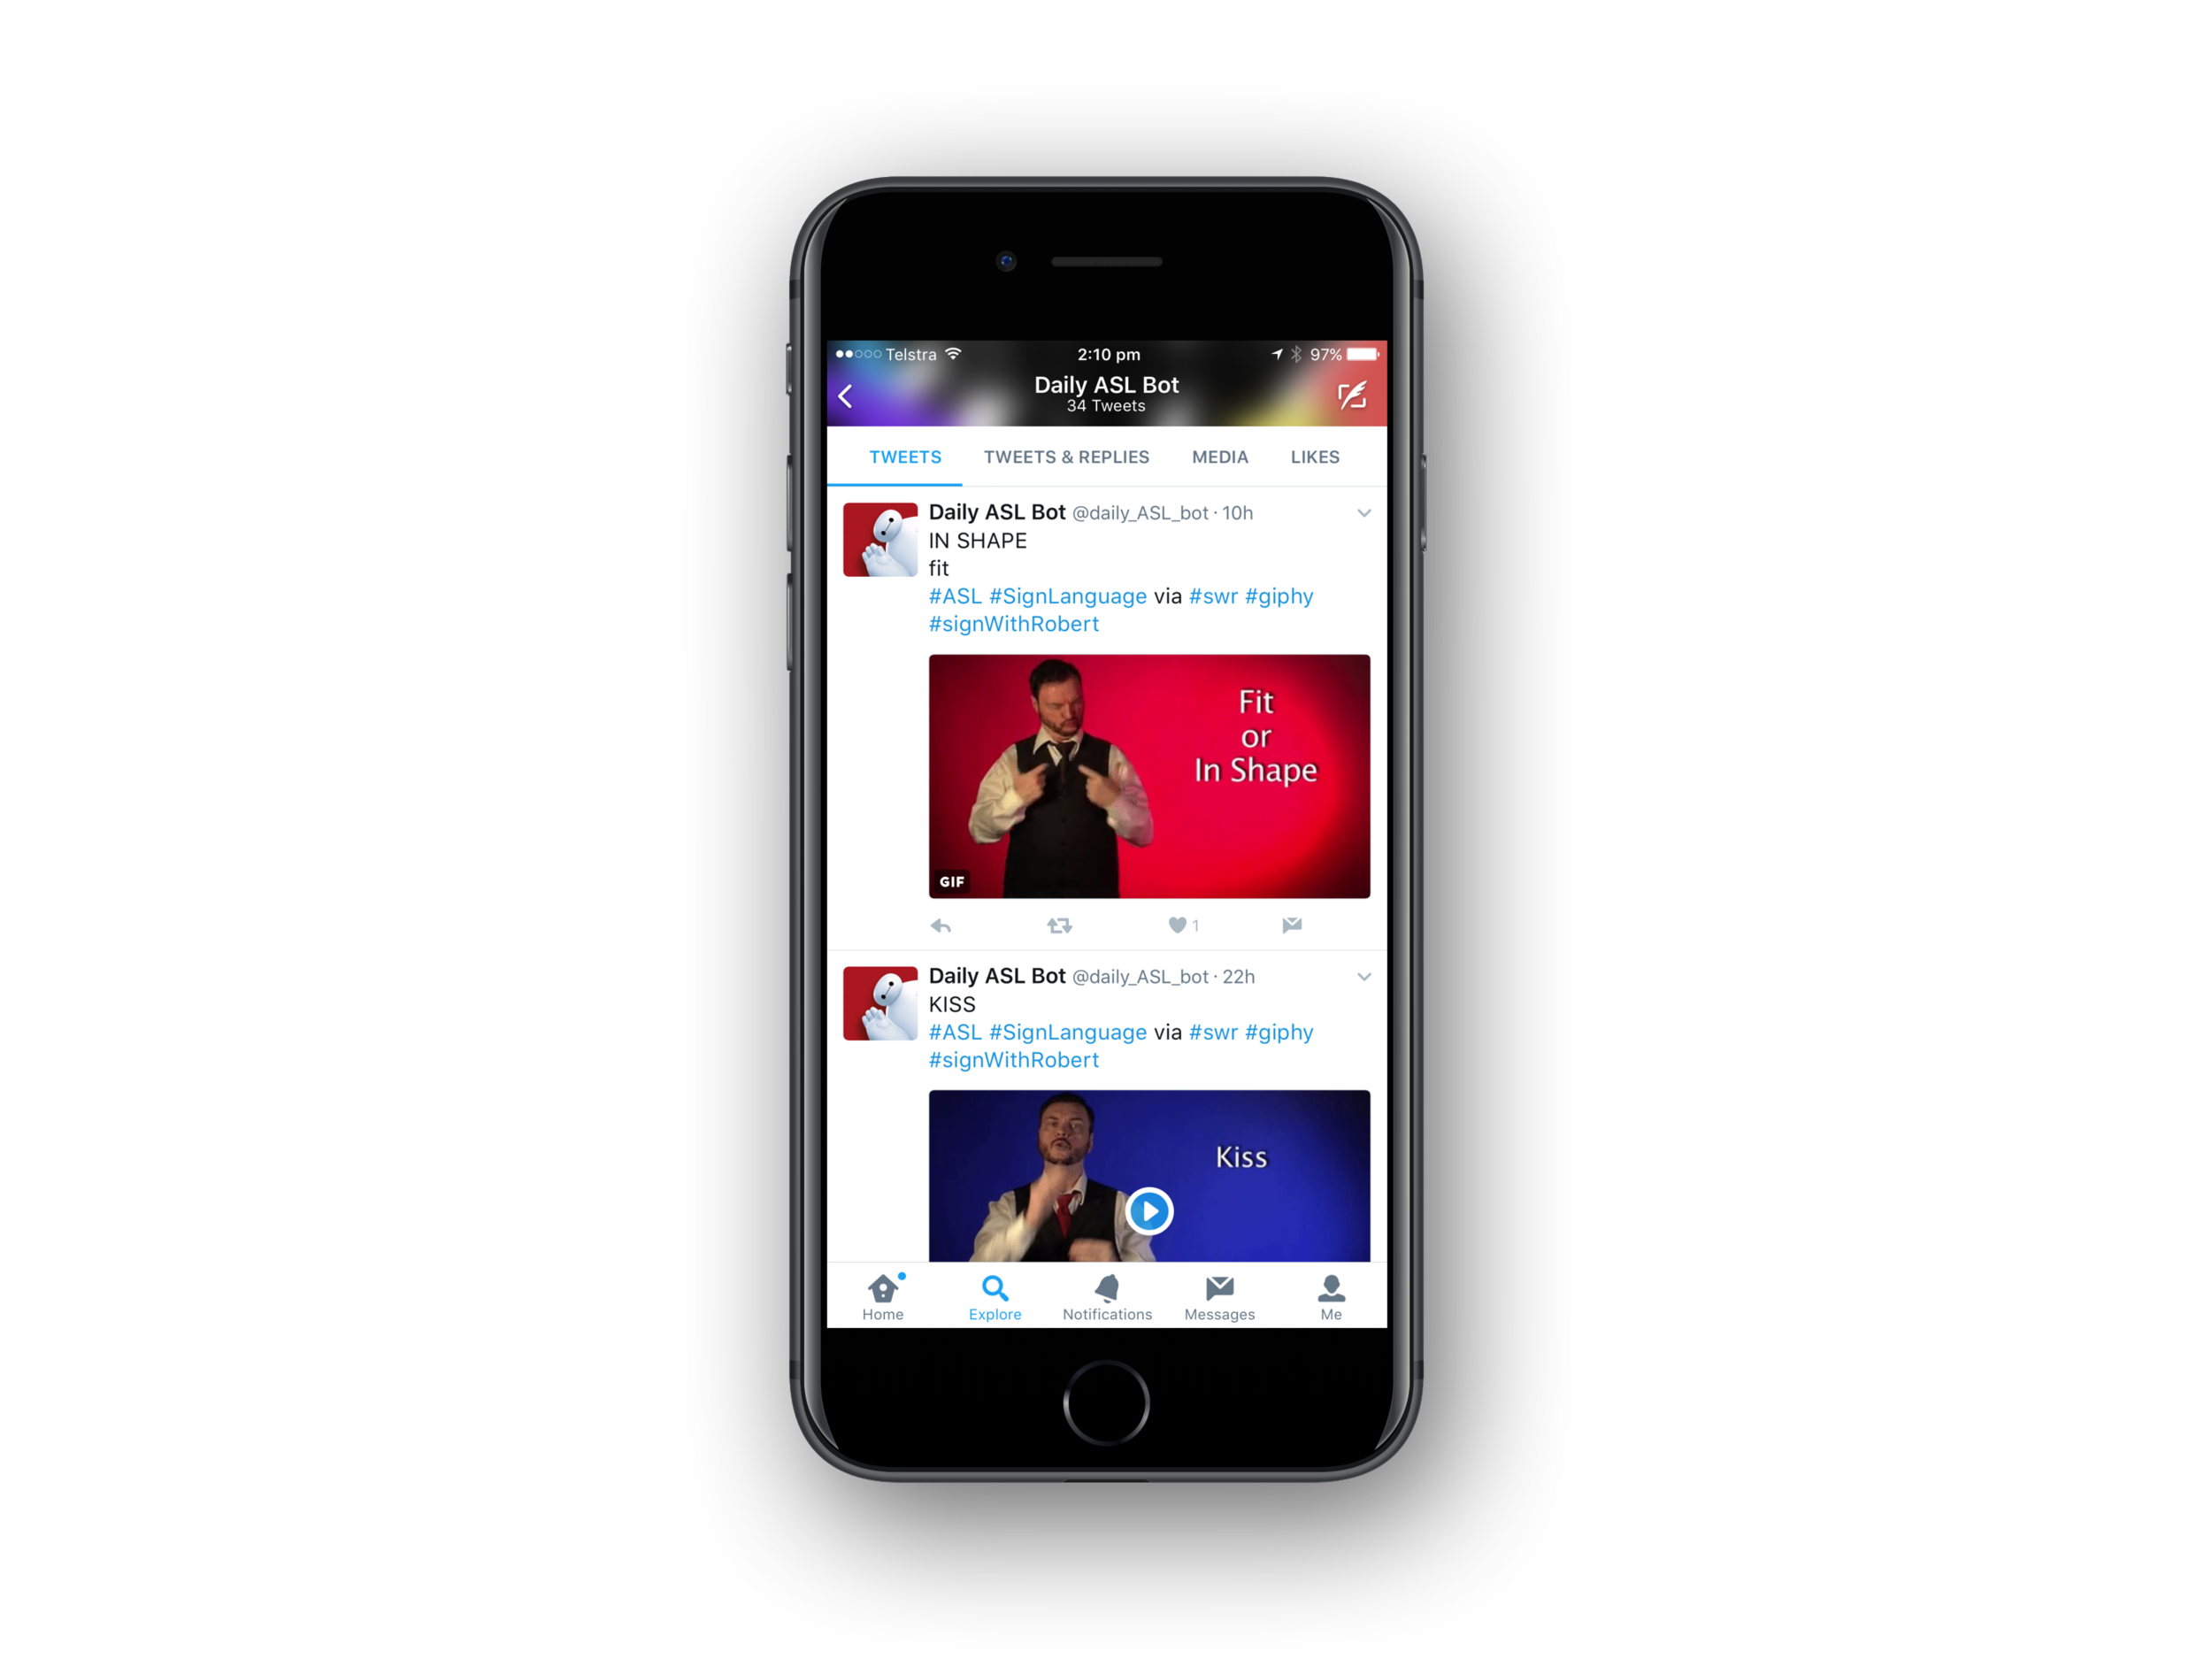 Telstra 2:10 pm 97%
Daily ASL Bot
34 Tweets
TWEETS TWEETS & REPLIES MEDIA LIKES
Daily ASL Bot @daily_ASL_bot · 10h
IN SHAPE
fit
#ASL #SignLanguage via #swr #giphy
#signWithRobert
Fit
or
In Shape
GIF
1
Daily ASL Bot @daily_ASL_bot · 22h
KISS
#ASL #SignLanguage via #swr #giphy
#signWithRobert
Kiss
Home Explore Notifications Messages Me